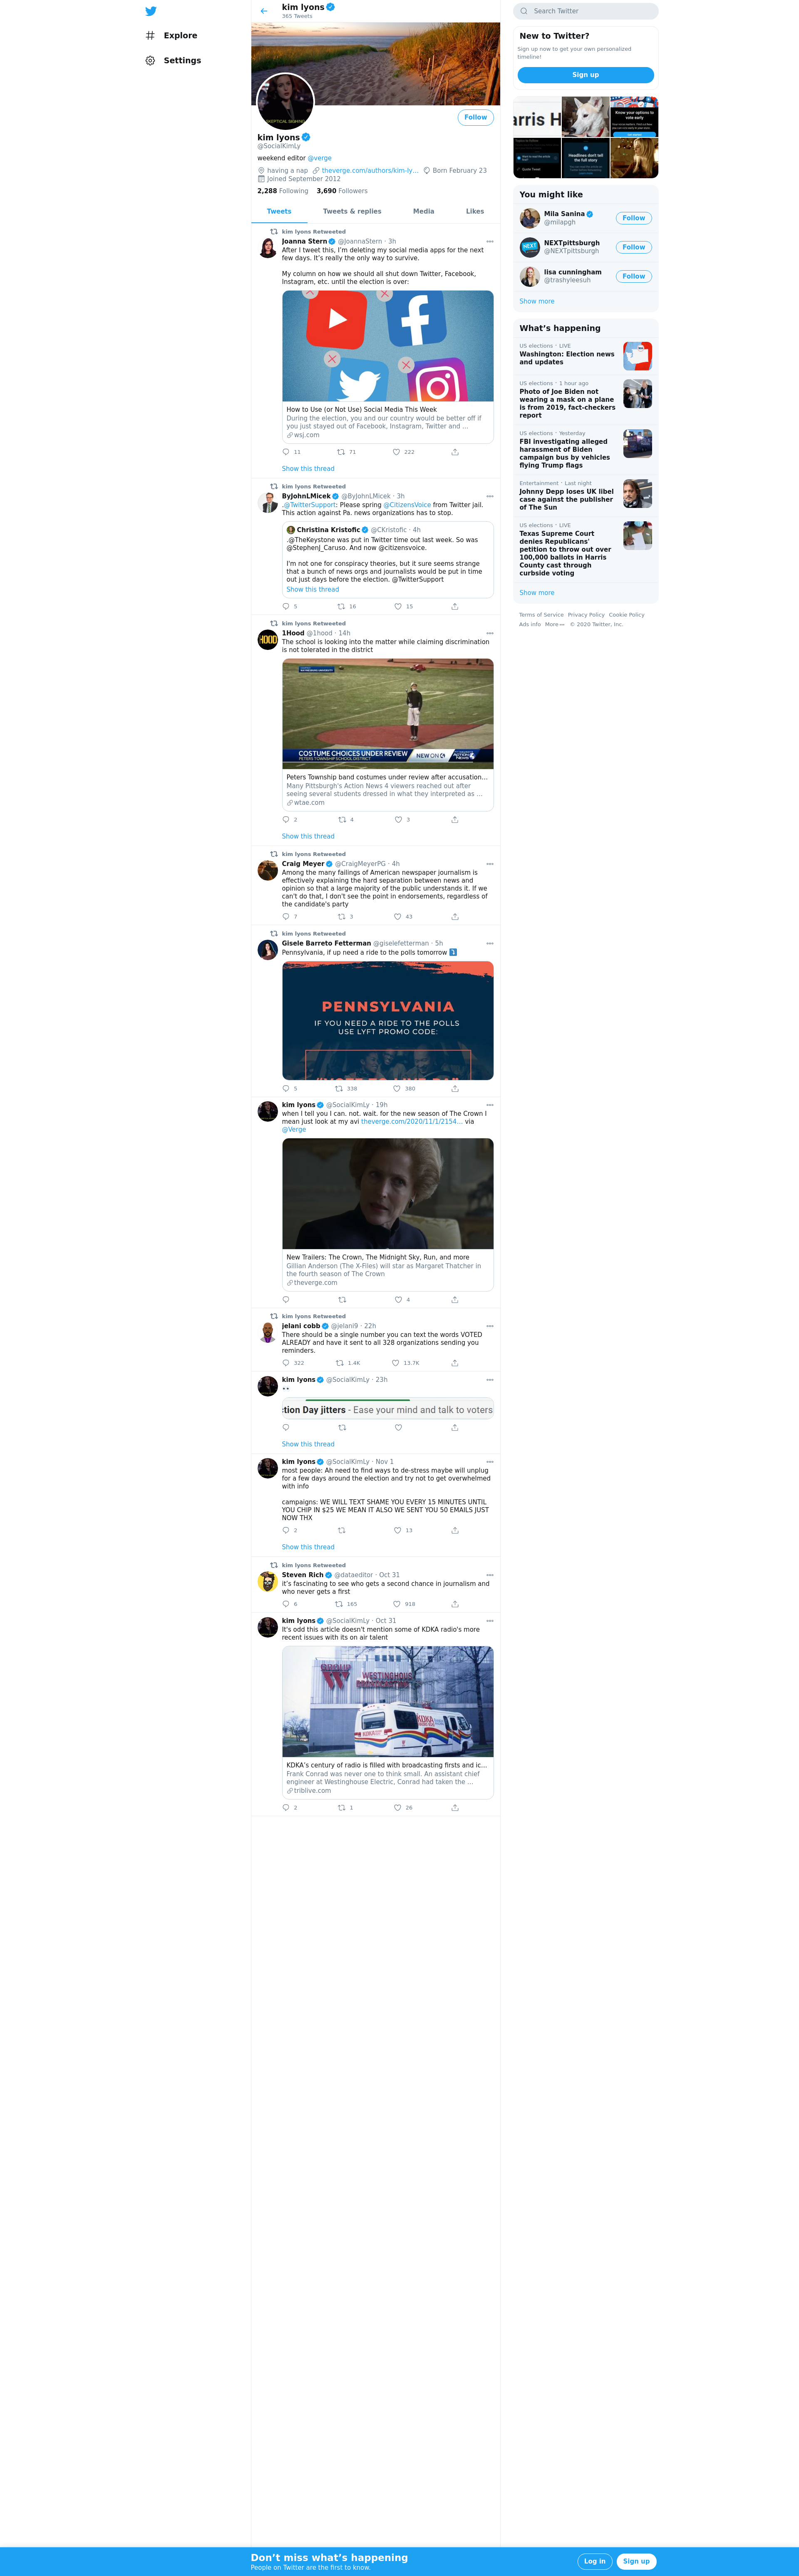 Explore
Settings
kim lyons
365 Tweets
SKEPTICAL SIGHING
Follow
kim lyons
@SocialKimLy
weekend editor @verge
having a nap theverge.com/authors/kim-ly… Born February 23
Joined September 2012
2,288 Following 3,690 Followers
Tweets Tweets & replies Media Likes
kim lyons Retweeted
Joanna Stern @JoannaStern · 3h
After I tweet this, I'm deleting my social media apps for the next
few days. It's really the only way to survive.
My column on how we should all shut down Twitter, Facebook,
Instagram, etc. until the election is over:
How to Use (or Not Use) Social Media This Week
During the election, you and our country would be better off if
you just stayed out of Facebook, Instagram, Twitter and …
wsj.com
11 71 222
Show this thread
kim lyons Retweeted
ByJohnLMicek @ByJohnLMicek · 3h
.@TwitterSupport: Please spring @CitizensVoice from Twitter jail.
This action against Pa. news organizations has to stop.
Christina Kristofic @CKristofic · 4h
.@TheKeystone was put in Twitter time out last week. So was
@StephenJ_Caruso. And now @citizensvoice.
I'm not one for conspiracy theories, but it sure seems strange
that a bunch of news orgs and journalists would be put in time
out just days before the election. @TwitterSupport
Show this thread
5 16 15
kim lyons Retweeted
1Hood @1hood · 14h
The school is looking into the matter while claiming discrimination
is not tolerated in the district
COSTUME CHOICES UNDER REVIEW
PETERS TOWNSHIP SCHOOL DISTRICT
NEW ON 4
Peters Township band costumes under review after accusation…
Many Pittsburgh's Action News 4 viewers reached out after
seeing several students dressed in what they interpreted as …
wtae.com
2 4 3
Show this thread
kim lyons Retweeted
Craig Meyer @CraigMeyerPG · 4h
Among the many failings of American newspaper journalism is
effectively explaining the hard separation between news and
opinion so that a large majority of the public understands it. If we
can't do that, I don't see the point in endorsements, regardless of
the candidate's party
7 3 43
kim lyons Retweeted
Gisele Barreto Fetterman @giselefetterman · 5h
Pennsylvania, if up need a ride to the polls tomorrow ⤵️
PENNSYLVANIA
IF YOU NEED A RIDE TO THE POLLS
USE LYFT PROMO CODE:
5 338 380
kim lyons @SocialKimLy · 19h
when I tell you I can. not. wait. for the new season of The Crown I
mean just look at my avi theverge.com/2020/11/1/2154… via
@Verge
New Trailers: The Crown, The Midnight Sky, Run, and more
Gillian Anderson (The X-Files) will star as Margaret Thatcher in
the fourth season of The Crown
theverge.com
4
kim lyons Retweeted
jelani cobb @jelani9 · 22h
There should be a single number you can text the words VOTED
ALREADY and have it sent to all 328 organizations sending you
reminders.
322 1.4K 13.7K
kim lyons @SocialKimLy · 23h
tion Day jitters - Ease your mind and talk to voters
Show this thread
kim lyons @SocialKimLy · Nov 1
most people: Ah need to find ways to de-stress maybe will unplug
for a few days around the election and try not to get overwhelmed
with info
campaigns: WE WILL TEXT SHAME YOU EVERY 15 MINUTES UNTIL
YOU CHIP IN $25 WE MEAN IT ALSO WE SENT YOU 50 EMAILS JUST
NOW THX
2 13
Show this thread
kim lyons Retweeted
Steven Rich @dataeditor · Oct 31
it's fascinating to see who gets a second chance in journalism and
who never gets a first
6 165 918
kim lyons @SocialKimLy · Oct 31
It's odd this article doesn't mention some of KDKA radio's more
recent issues with its on air talent
GROUP W WESTINGHOUSE
KDKA
KDKA's century of radio is filled with broadcasting firsts and ic…
Frank Conrad was never one to think small. An assistant chief
engineer at Westinghouse Electric, Conrad had taken the …
triblive.com
2 1 26
Search Twitter
New to Twitter?
Sign up now to get your own personalized
timeline!
Sign up
arris H
Know your options to
vote early
Headlines don't tell
the full story
You might like
Mila Sanina
@milapgh
Follow
NEXTpittsburgh
@NEXTpittsburgh
Follow
lisa cunningham
@trashyleesuh
Follow
Show more
What's happening
US elections · LIVE
Washington: Election news
and updates
US elections · 1 hour ago
Photo of Joe Biden not
wearing a mask on a plane
is from 2019, fact-checkers
report
US elections · Yesterday
FBI investigating alleged
harassment of Biden
campaign bus by vehicles
flying Trump flags
Entertainment · Last night
Johnny Depp loses UK libel
case against the publisher
of The Sun
US elections · LIVE
Texas Supreme Court
denies Republicans'
petition to throw out over
100,000 ballots in Harris
County cast through
curbside voting
Show more
Terms of Service Privacy Policy Cookie Policy
Ads info More © 2020 Twitter, Inc.
Don't miss what's happening
People on Twitter are the first to know.
Log in
Sign up